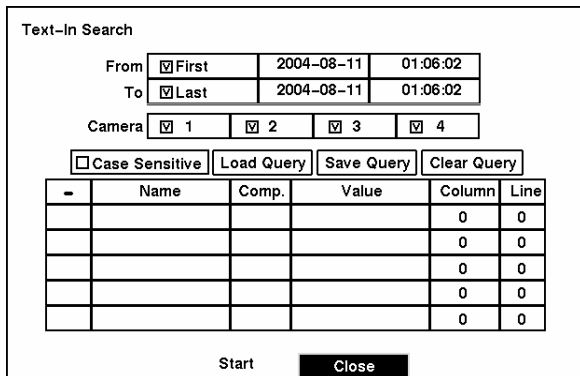 Text-In Search
From First 2004-08-11 01:06:02
To Last 2004-08-11 01:06:02
Camera 1 2 3 4
Case Sensitive Load Query Save Query Clear Query
- Name Comp. Value Column Line
0 0
0 0
0 0
0 0
0 0
Start Close